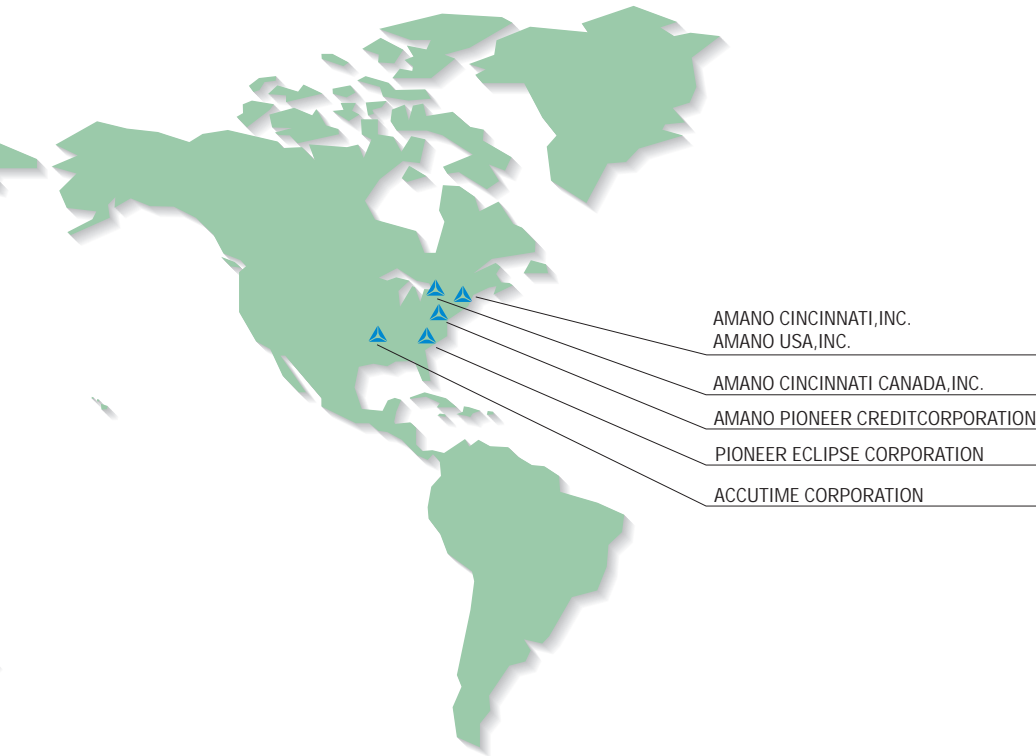 AMANO CINCINNATI,INC.
AMANO USA,INC.
AMANO CINCINNATI CANADA,INC.
AMANO PIONEER CREDITCORPORATION
PIONEER ECLIPSE CORPORATION
ACCUTIME CORPORATION